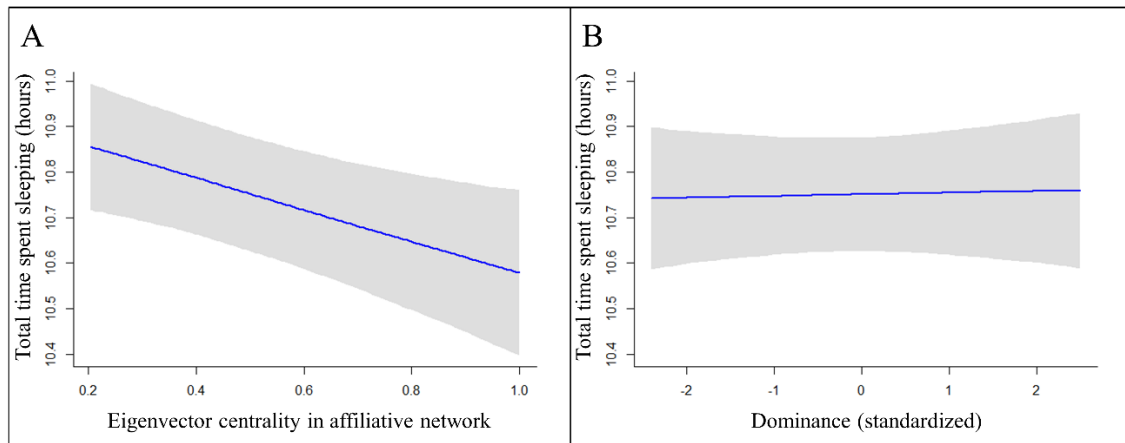 A
Total time spent sleeping (hours)
11.0
10.9
10.8
10.7
10.6
10.5
10.4
0.2 0.4 0.6 0.8 1.0
Eigenvector centrality in affiliative network
B
Total time spent sleeping (hours)
11.0
10.9
10.8
10.7
10.6
10.5
10.4
-2 -1 0 1 2
Dominance (standardized)